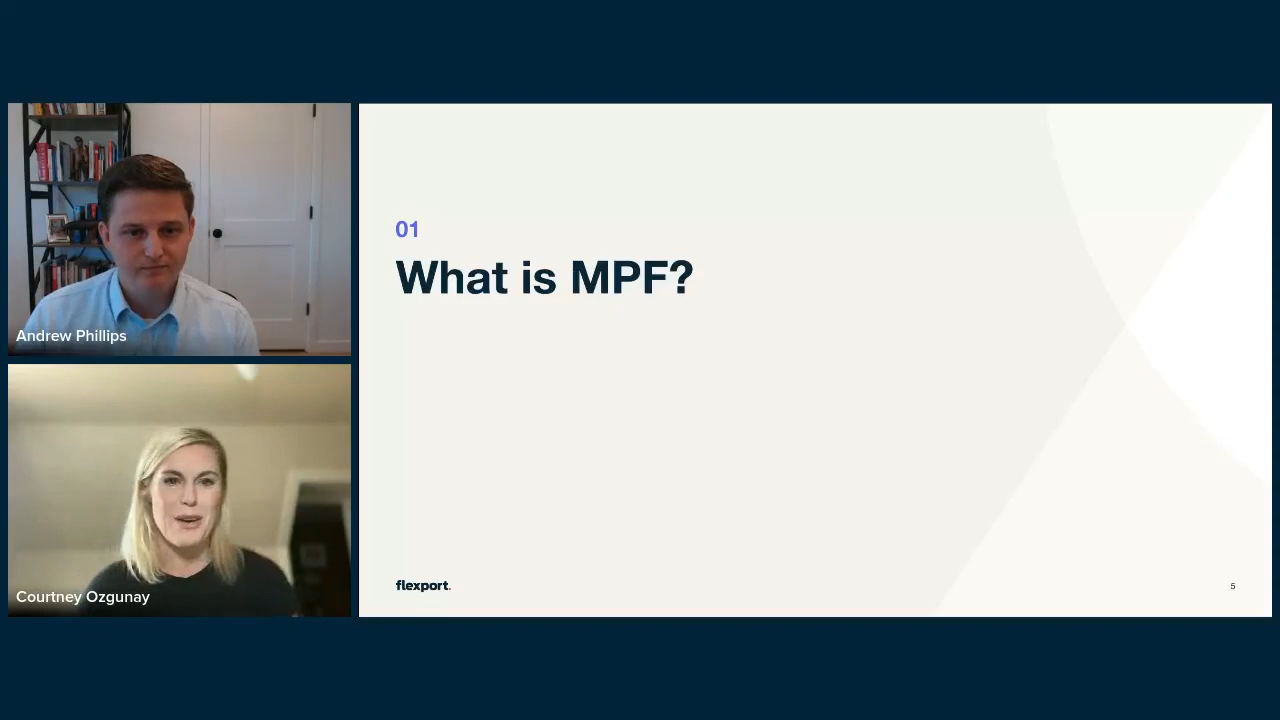 Andrew Phillips
Courtney Ozgunay
01
What is MPF?
flexport.
5